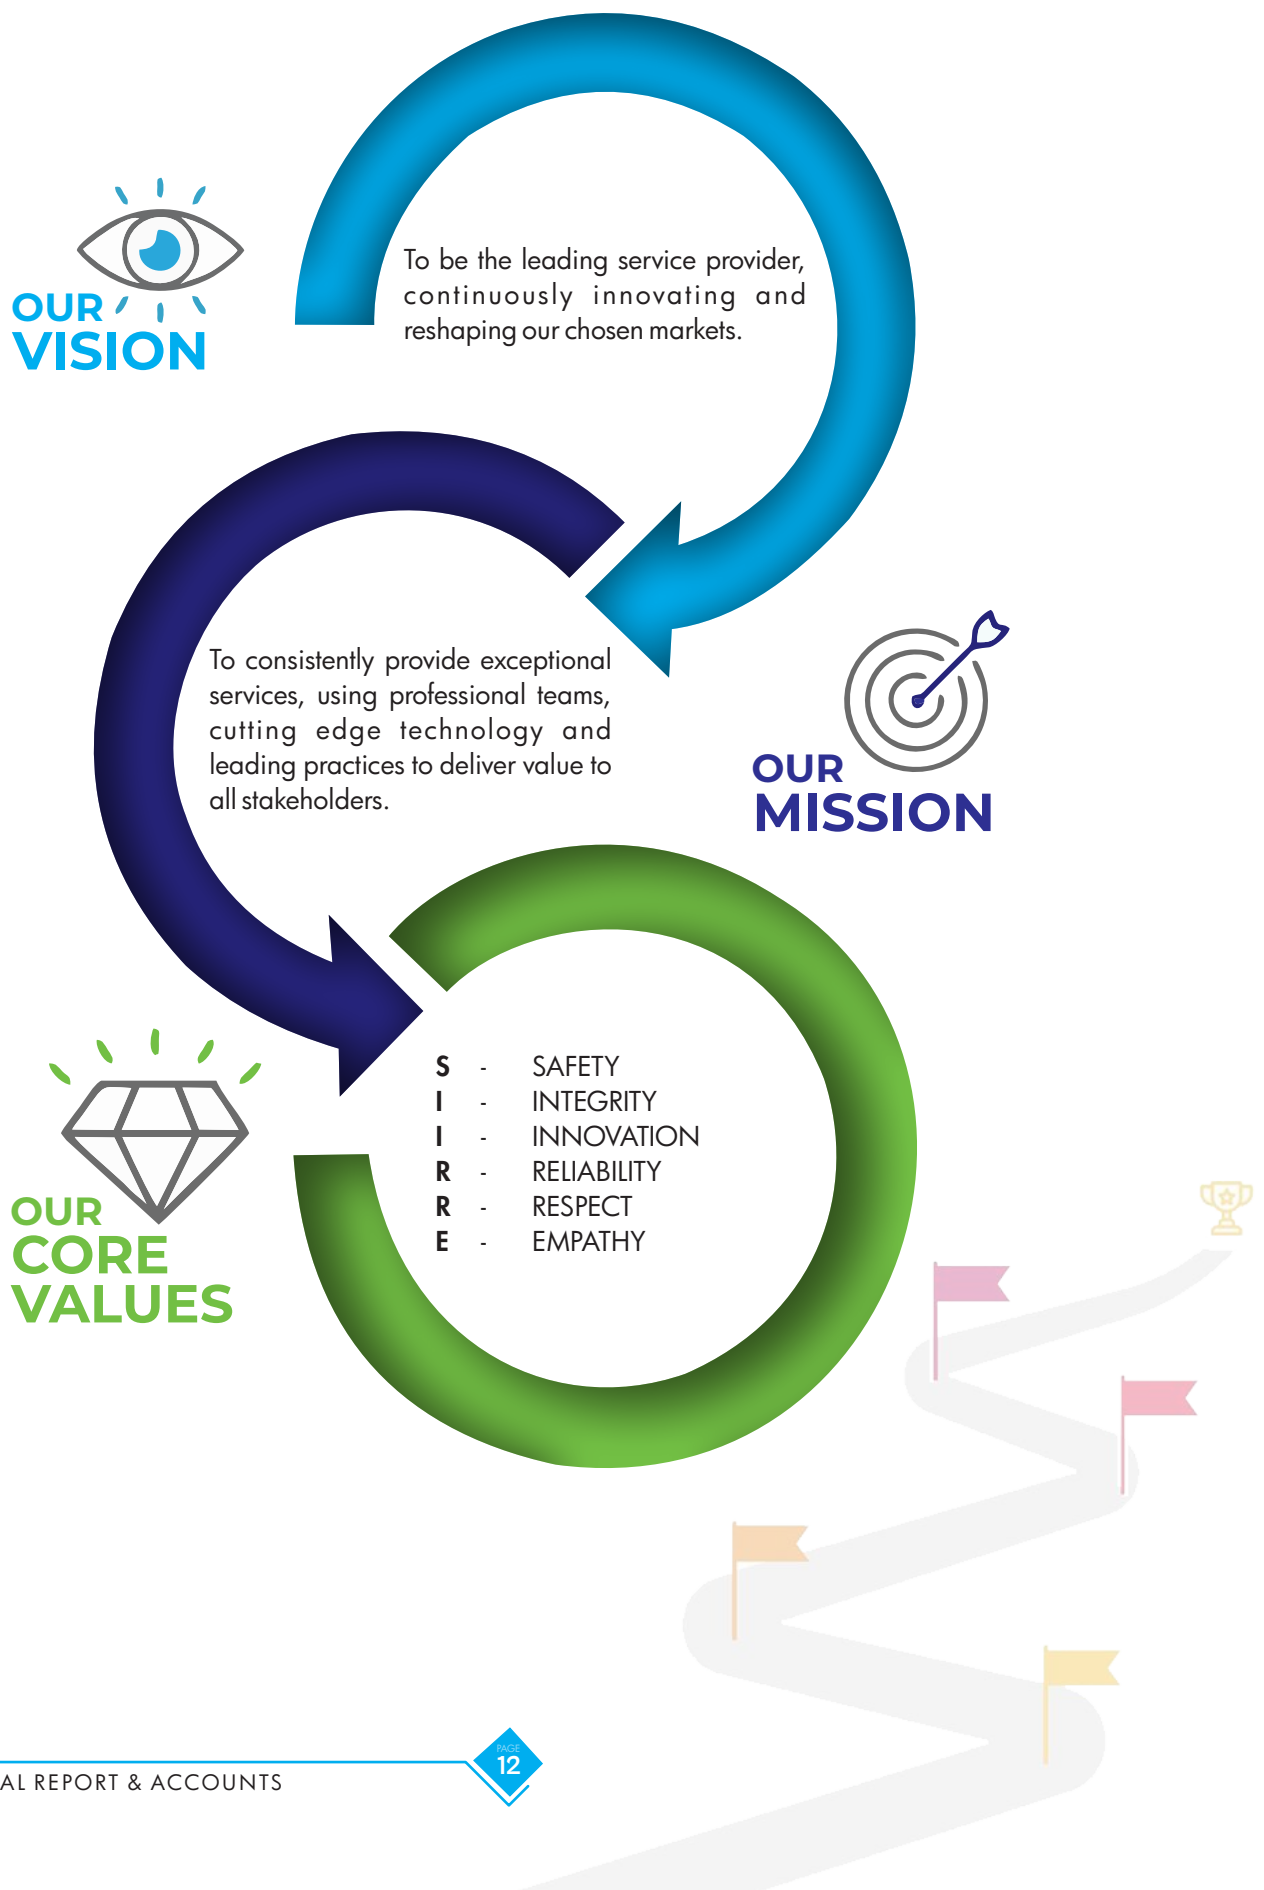 OUR
VISION
To be the leading service provider,
continuously innovating and
reshaping our chosen markets.
To consistently provide exceptional
services, using professional teams,
cutting edge technology and
leading practices to deliver value to
all stakeholders.
OUR
MISSION
OUR
CORE
VALUES
S - SAFETY
I - INTEGRITY
I - INNOVATION
R - RELIABILITY
R - RESPECT
E - EMPATHY
AL REPORT & ACCOUNTS
PAGE
12